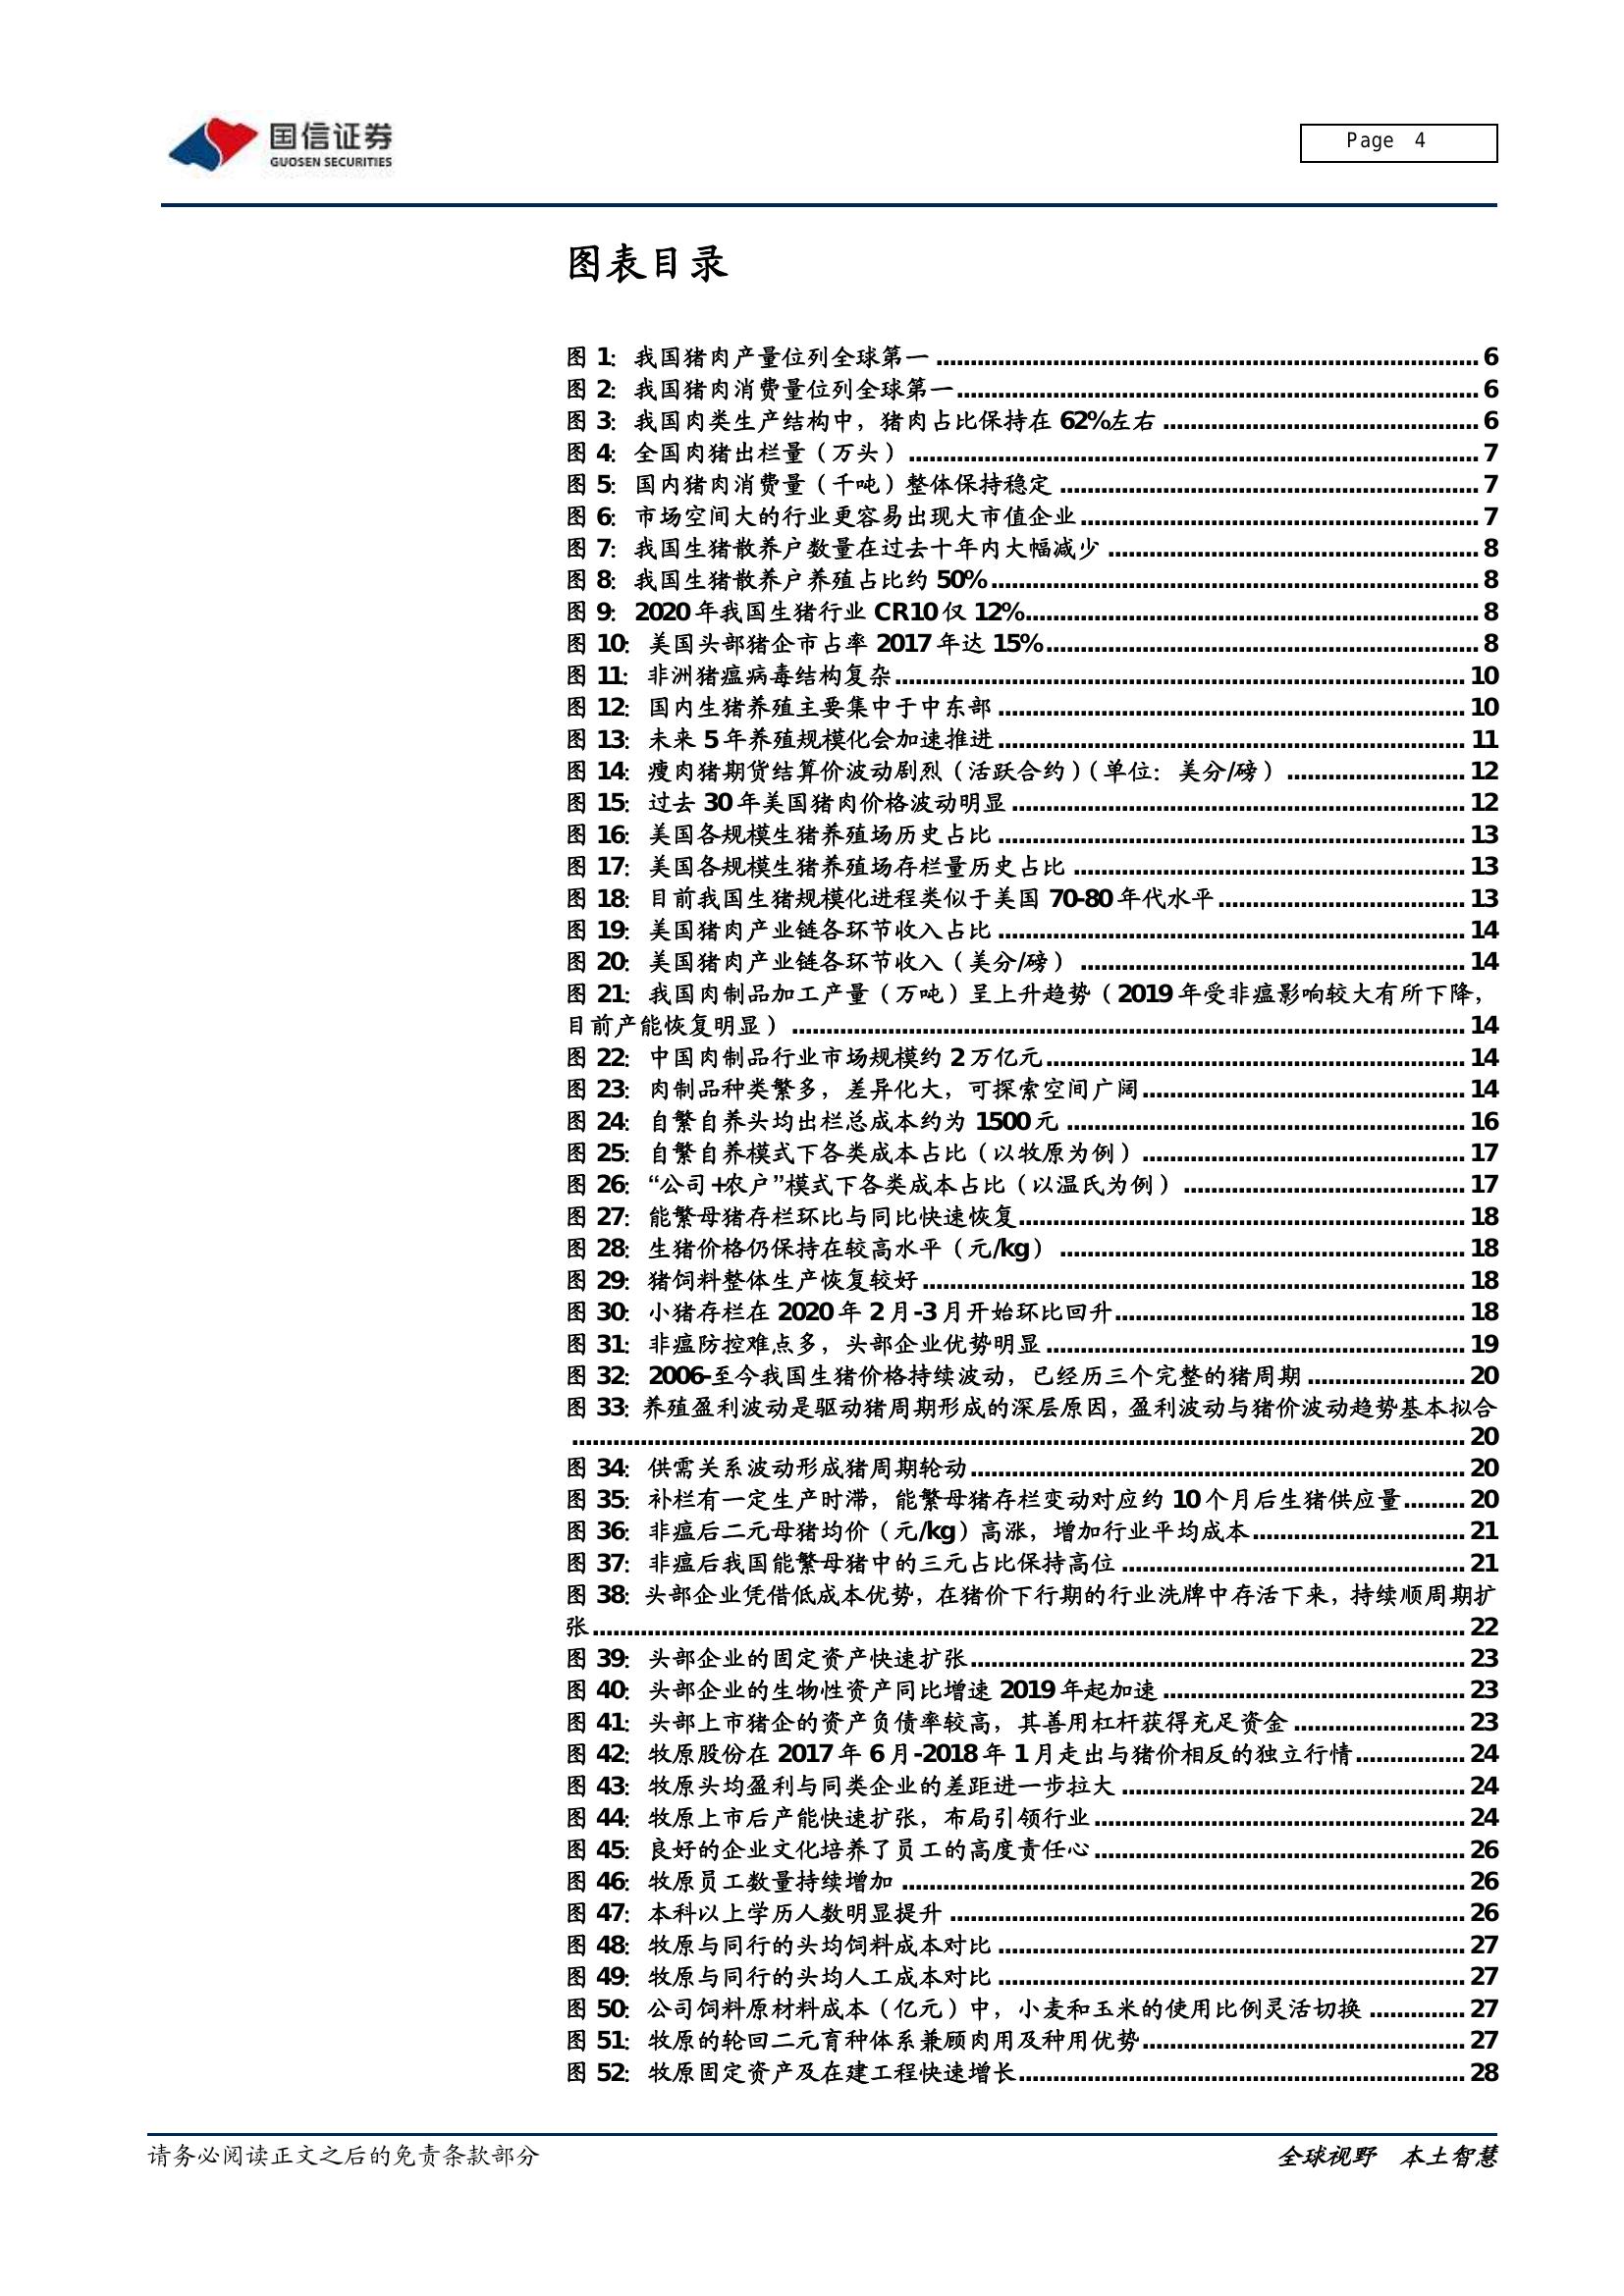 国信证券
GUOSEN SECURITIES
Page 4
图表目录
图 1: 我国猪肉产量位列全球第一 ................................................................ 6
图 2: 我国猪肉消费量位列全球第一 ................................................................ 6
图 3: 我国肉类生产结构中，猪肉占比保持在 62%左右 ................................................ 6
图 4: 全国肉猪出栏量（万头） ................................................................ 7
图 5: 国内猪肉消费量（千吨）整体保持稳定 ................................................ 7
图 6: 市场空间大的行业更容易出现大市值企业 ................................................ 7
图 7: 我国生猪散养户数量在过去十年内大幅减少 ................................................ 8
图 8: 我国生猪散养户养殖占比约 50% ................................................ 8
图 9: 2020 年我国生猪行业 CR10 仅 12% ................................................ 8
图 10: 美国头部猪企市占率 2017 年达 15% ................................................ 8
图 11: 非洲猪瘟病毒结构复杂 ................................................ 10
图 12: 国内生猪养殖主要集中于中东部 ................................................ 10
图 13: 未来 5 年养殖规模化会加速推进 ................................................ 11
图 14: 瘦肉猪期货结算价波动剧烈（活跃合约）（单位：美分/磅） ........................ 12
图 15: 过去 30 年美国猪肉价格波动明显 ................................................ 12
图 16: 美国各规模生猪养殖场历史占比 ................................................ 13
图 17: 美国各规模生猪养殖场存栏量历史占比 ................................................ 13
图 18: 目前我国生猪规模化进程类似于美国 70-80 年代水平 ................................ 13
图 19: 美国猪肉产业链各环节收入占比 ................................................ 14
图 20: 美国猪肉产业链各环节收入（美分/磅） ................................................ 14
图 21: 我国肉制品加工产量（万吨）呈上升趋势（2019 年受非瘟影响较大有所下降，
目前产能恢复明显） ................................................ 14
图 22: 中国肉制品行业市场规模约 2 万亿元 ................................................ 14
图 23: 肉制品种类繁多，差异化大，可探索空间广阔 ................................................ 14
图 24: 自繁自养头均出栏总成本约为 1500 元 ................................................ 16
图 25: 自繁自养模式下各类成本占比（以牧原为例） ................................................ 17
图 26: “公司+农户”模式下各类成本占比（以温氏为例） ................................ 17
图 27: 能繁母猪存栏环比与同比快速恢复 ................................................ 18
图 28: 生猪价格仍保持在较高水平（元/kg） ................................................ 18
图 29: 猪饲料整体生产恢复较好 ................................................ 18
图 30: 小猪存栏在 2020 年 2 月-3 月开始环比回升 ................................................ 18
图 31: 非瘟防控难点多，头部企业优势明显 ................................................ 19
图 32: 2006-至今我国生猪价格持续波动，已经历三个完整的猪周期 ........................ 20
图 33: 养殖盈利波动是驱动猪周期形成的深层原因，盈利波动与猪价波动趋势基本拟合
................................................................ 20
图 34: 供需关系波动形成猪周期轮动 ................................................ 20
图 35: 补栏有一定生产时滞，能繁母猪存栏变动对应约 10 个月后生猪供应量 ......... 20
图 36: 非瘟后二元母猪均价（元/kg）高涨，增加行业平均成本 ................................ 21
图 37: 非瘟后我国能繁母猪中的三元占比保持高位 ................................................ 21
图 38: 头部企业凭借低成本优势，在猪价下行期的行业洗牌中存活下来，持续顺周期扩
张 ................................................................ 22
图 39: 头部企业的固定资产快速扩张 ................................................ 23
图 40: 头部企业的生物性资产同比增速 2019 年起加速 ................................................ 23
图 41: 头部上市猪企的资产负债率较高，其善用杠杆获得充足资金 ........................ 23
图 42: 牧原股份在 2017 年 6 月-2018 年 1 月走出与猪价相反的独立行情 ................ 24
图 43: 牧原头均盈利与同类企业的差距进一步拉大 ................................................ 24
图 44: 牧原上市后产能快速扩张，布局引领行业 ................................................ 24
图 45: 良好的企业文化培养了员工的高度责任心 ................................................ 26
图 46: 牧原员工数量持续增加 ................................................ 26
图 47: 本科以上学历人数明显提升 ................................................ 26
图 48: 牧原与同行的头均饲料成本对比 ................................................ 27
图 49: 牧原与同行的头均人工成本对比 ................................................ 27
图 50: 公司饲料原材料成本（亿元）中，小麦和玉米的使用比例灵活切换 .............. 27
图 51: 牧原的轮回二元育种体系兼顾肉用及种用优势 ................................................ 27
图 52: 牧原固定资产及在建工程快速增长 ................................................ 28
请务必阅读正文之后的免责条款部分
全球视野 本土智慧